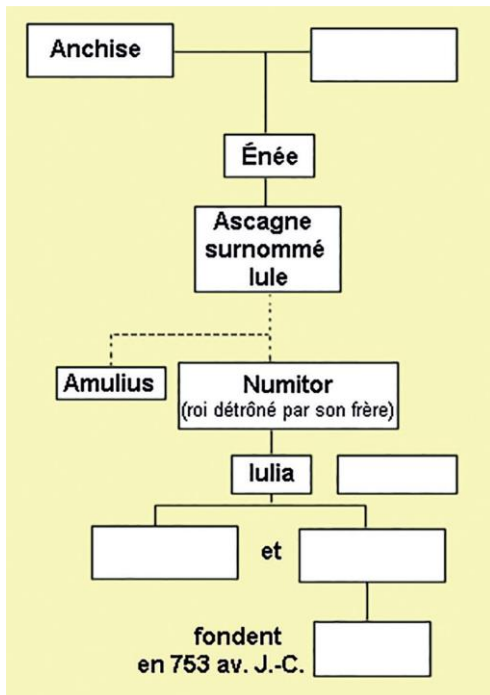 Anchise
Énée
Ascagne
surnommé
Iule
Amulius
Numitor
(roi détrôné par son frère)
Iulia
et
fondent
en 753 av. J.-C.